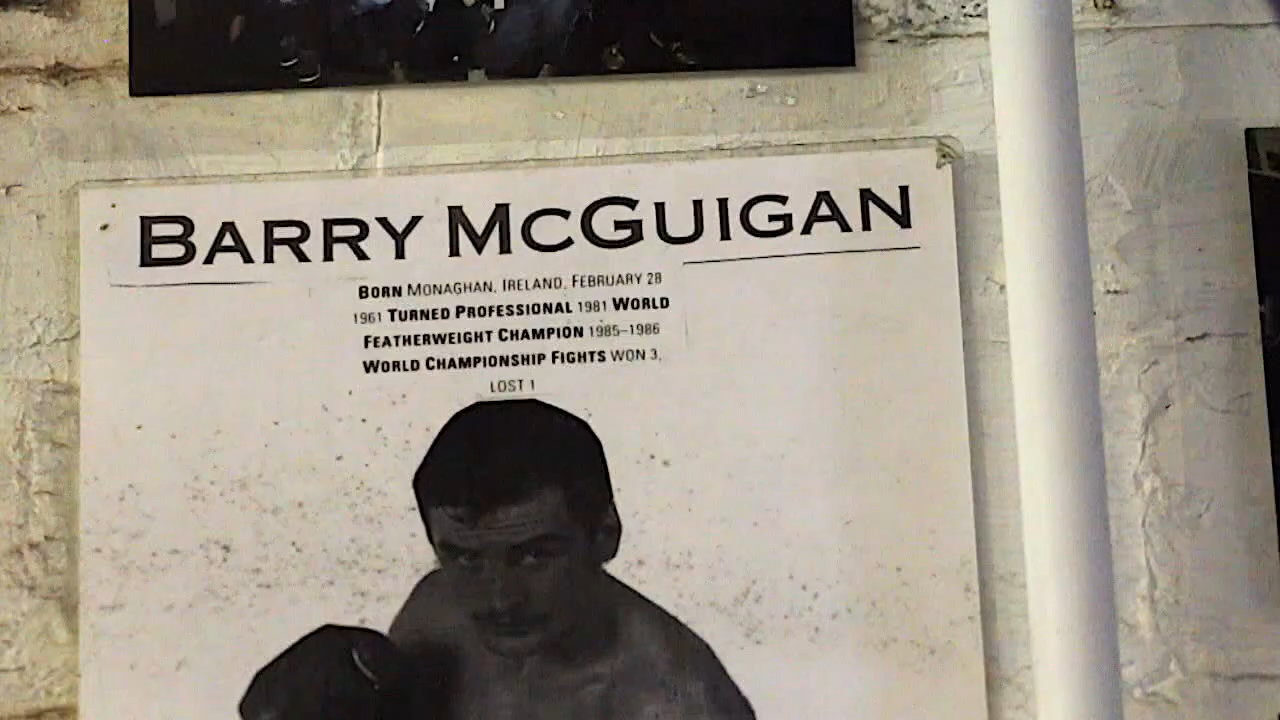 BARRY MCGUIGAN
BORN MONAGHAN, IRELAND, FEBRUARY 28
1961 TURNED PROFESSIONAL 1981 WORLD
FEATHERWEIGHT CHAMPION 1985–1986
WORLD CHAMPIONSHIP FIGHTS WON 3,
LOST 1